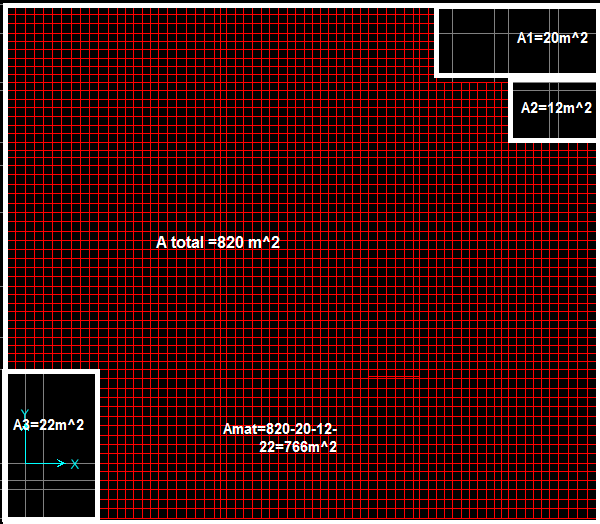 A1=20m^2
A2=12m^2
A total =820 m^2
A3=22m^2
Y
X
Amat=820-20-12-
22=766m^2